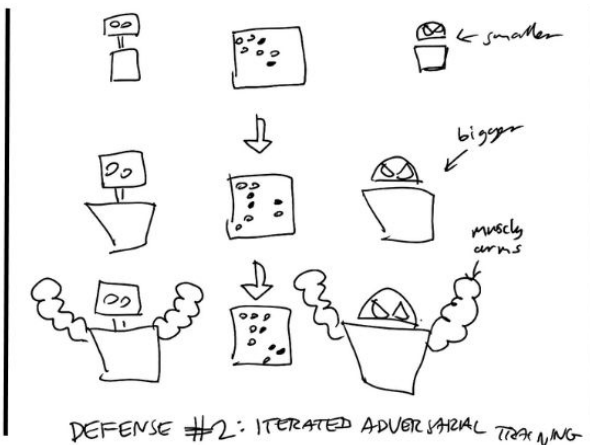 smaller
bigger
muscly
arms
DEFENSE #2: ITERATED ADVERSARIAL TRAINING